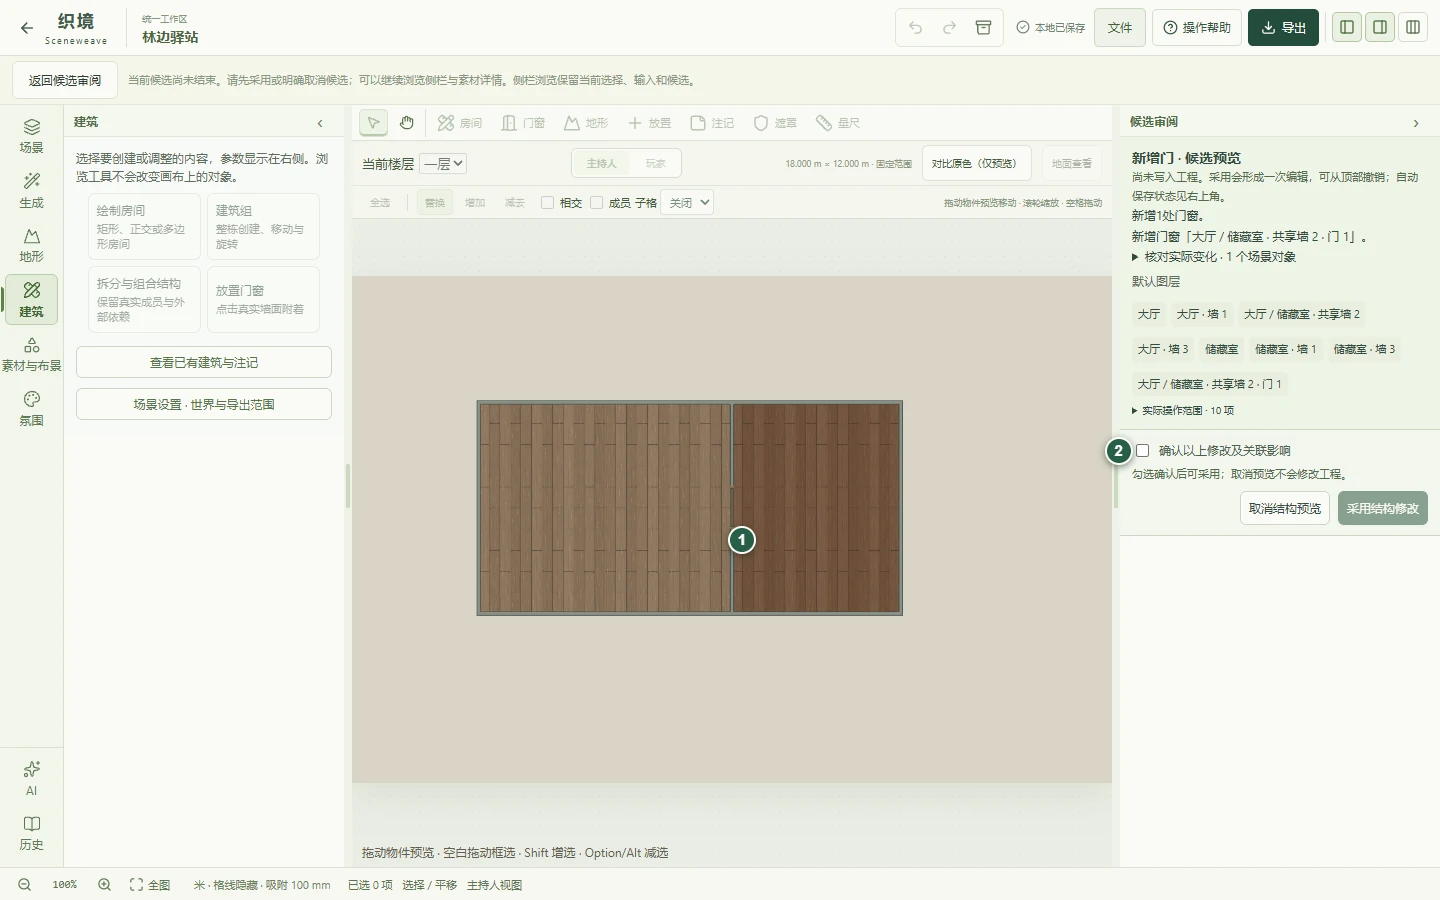 织境
Sceneweave
统一工作区
林边驿站
本地已保存
文件
操作帮助
导出
返回候选审阅
当前候选尚未结束。请先采用或明确取消候选；可以继续浏览侧栏与素材详情。侧栏浏览保留当前选择、输入和候选。
场景
生成
地形
建筑
素材与布景
氛围
AI
历史
建筑
选择要创建或调整的内容，参数显示在右侧。浏
览工具不会改变画布上的对象。
绘制房间
矩形、正交或多边
形房间
建筑组
整栋创建、移动与
旋转
拆分与组合结构
保留真实成员与外
部依赖
放置门窗
点击真实墙面附着
查看已有建筑与注记
场景设置 · 世界与导出范围
房间
门窗
地形
放置
注记
遮罩
量尺
当前楼层
一层
主持人
玩家
18.000 m × 12.000 m · 固定范围
对比原色（仅预览）
地面查看
全选
替换
增加
减去
相交
成员
子格
关闭
拖动物件预览移动 · 滚轮缩放 · 空格拖动
1
拖动物件预览 · 空白拖动框选 · Shift 增选 · Option/Alt 减选
候选审阅
新增门 · 候选预览
尚未写入工程。采用会形成一次编辑，可从顶部撤销；自动
保存状态见右上角。
新增1处门窗。
新增门窗「大厅 / 储藏室 · 共享墙 2 · 门 1」。
核对实际变化 · 1 个场景对象
默认图层
大厅
大厅 · 墙 1
大厅 / 储藏室 · 共享墙 2
大厅 · 墙 3
储藏室
储藏室 · 墙 1
储藏室 · 墙 3
大厅 / 储藏室 · 共享墙 2 · 门 1
实际操作范围 · 10 项
2
确认以上修改及关联影响
勾选确认后可采用；取消预览不会修改工程。
取消结构预览
采用结构修改
100%
全图
米 · 格线隐藏 · 吸附 100 mm
已选 0 项
选择 / 平移
主持人视图